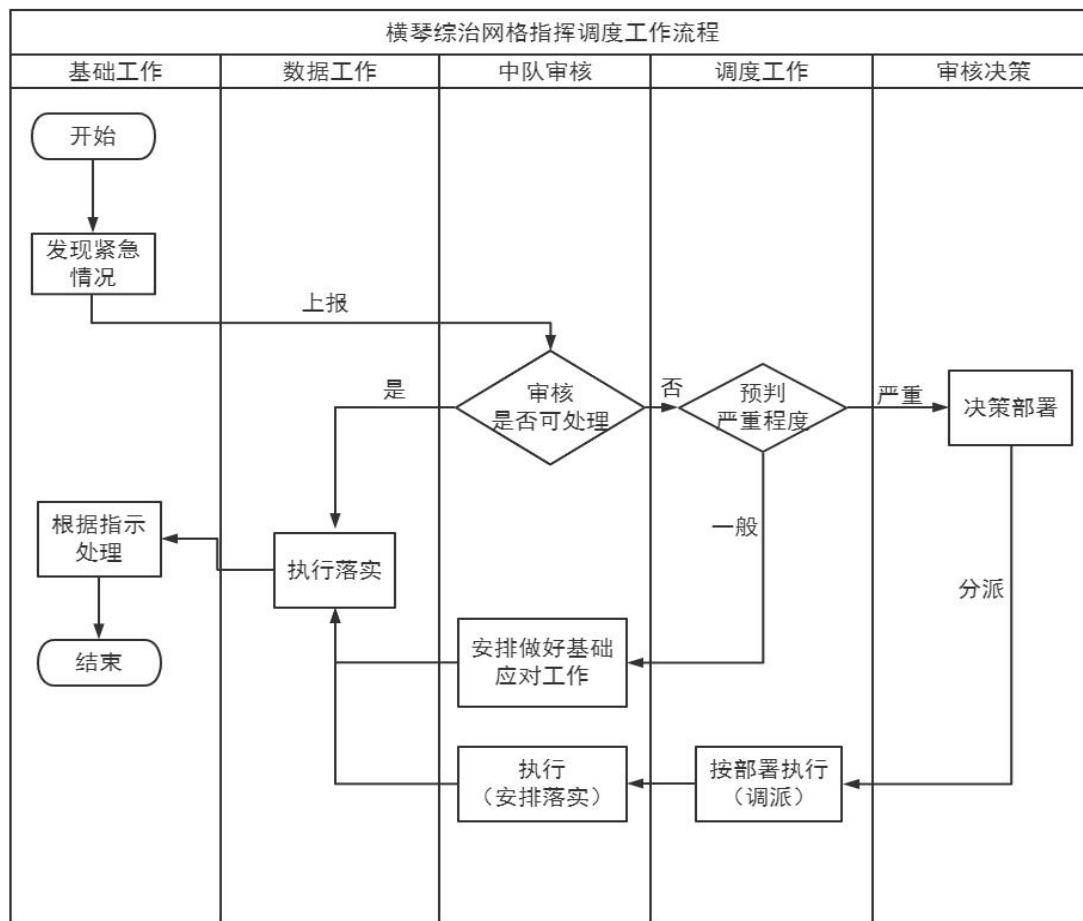 横琴综治网格指挥调度工作流程
基础工作
数据工作
中队审核
调度工作
审核决策
开始
发现紧急
情况
上报
审核
是否可处理
是
否
预判
严重程度
严重
决策部署
一般
分派
根据指示
处理
执行落实
结束
安排做好基础
应对工作
执行
（安排落实）
按部署执行
（调派）